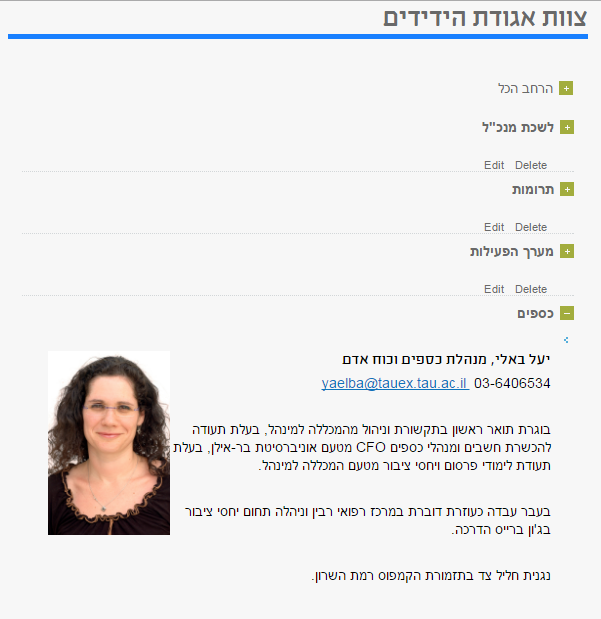 צוות אגודת הידידים
הרחב הכל
לשכת מנכ"ל
Edit Delete
תרומות
Edit Delete
מערך הפעילות
Edit Delete
כספים
יעל באלי, מנהלת כספים וכוח אדם
03-6406534 yaelba@tauex.tau.ac.il
בוגרת תואר ראשון בתקשורת וניהול מהמכללה למינהל, בעלת תעודה
להכשרת חשבים ומנהלי כספים CFO מטעם אוניברסיטת בר-אילן, בעלת
תעודת לימודי פרסום ויחסי ציבור מטעם המכללה למינהל.
בעבר עבדה כעוזרת דוברת במרכז רפואי רבין וניהלה תחום יחסי ציבור
בג'ון ברייס הדרכה.
נגנית חליל צד בתזמורת הקמפוס רמת השרון.